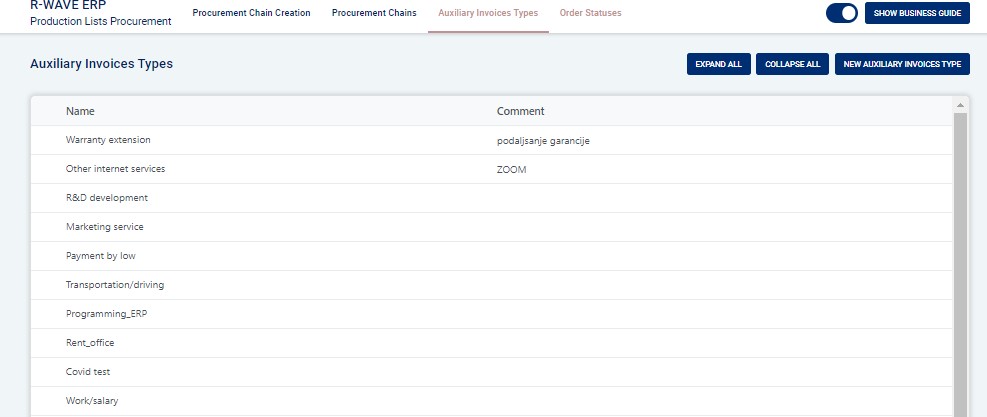 R-WAVE ERP
Production Lists Procurement
Procurement Chain Creation Procurement Chains Auxiliary Invoices Types Order Statuses
SHOW BUSINESS GUIDE
Auxiliary Invoices Types
EXPAND ALL COLLAPSE ALL NEW AUXILIARY INVOICES TYPE
Name Comment
Warranty extension podaljsanje garancije
Other internet services ZOOM
R&D development
Marketing service
Payment by low
Transportation/driving
Programming_ERP
Rent_office
Covid test
Work/salary